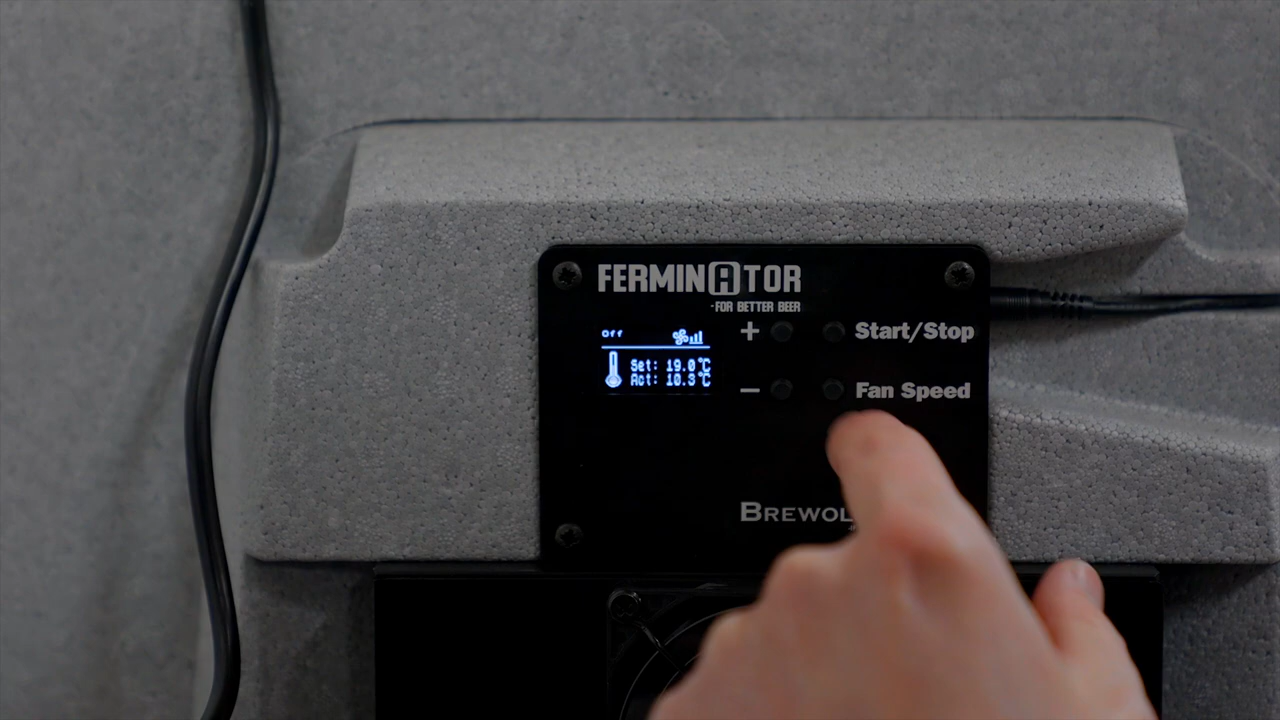 FERMINATOR
-FOR BETTER BEER
Off
Set: 19.0°C
Act: 10.3°C
+
Start/Stop
−
Fan Speed